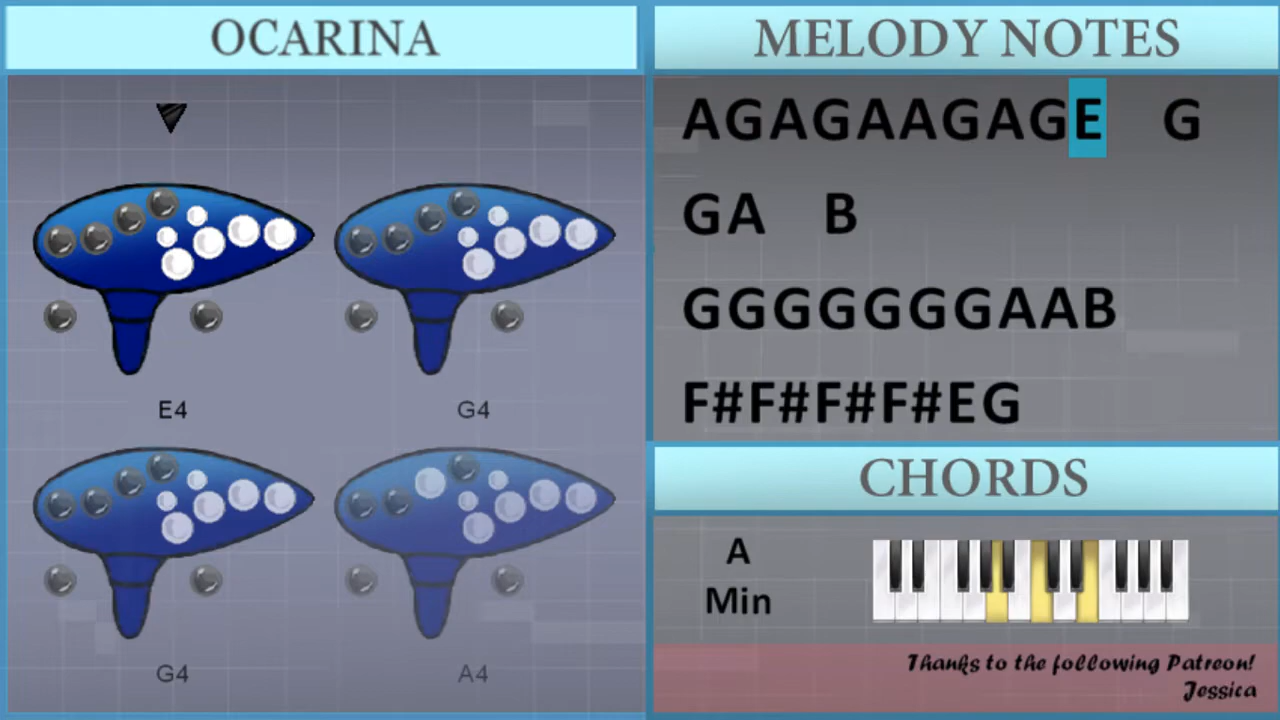 OCARINA
E4
G4
G4
A4
MELODY NOTES
AGAGAAGAGE G
GA B
GGGGGGGAAB
F#F#F#F#EG
CHORDS
A
Min
Thanks to the following Patreon!
Jessica